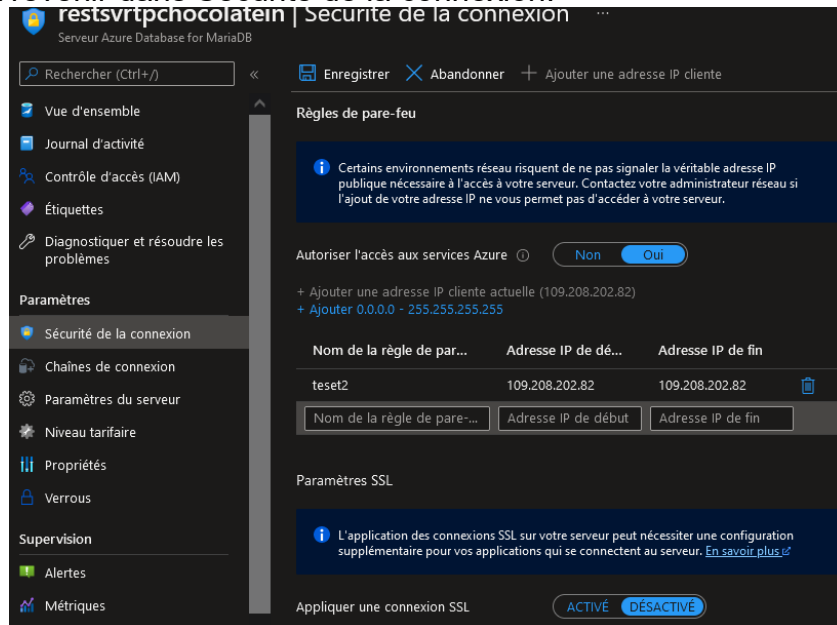 revenir dans Sécurité de la connexion.
restsvrtpchocolatein | Sécurité de la connexion ...
Serveur Azure Database for MariaDB
Rechercher (Ctrl+/) «
Enregistrer Abandonner + Ajouter une adresse IP cliente
Vue d'ensemble
Journal d'activité
Contrôle d'accès (IAM)
Étiquettes
Diagnostiquer et résoudre les
problèmes
Paramètres
Sécurité de la connexion
Chaînes de connexion
Paramètres du serveur
Niveau tarifaire
Propriétés
Verrous
Supervision
Alertes
Métriques
Règles de pare-feu
Certains environnements réseau risquent de ne pas signaler la véritable adresse IP
publique nécessaire à l'accès à votre serveur. Contactez votre administrateur réseau si
l'ajout de votre adresse IP ne vous permet pas d'accéder à votre serveur.
Autoriser l'accès aux services Azure Non Oui
+ Ajouter une adresse IP cliente actuelle (109.208.202.82)
+ Ajouter 0.0.0.0 - 255.255.255.255
Nom de la règle de par... Adresse IP de dé... Adresse IP de fin
teset2 109.208.202.82 109.208.202.82
Nom de la règle de pare-... Adresse IP de début Adresse IP de fin
Paramètres SSL
L'application des connexions SSL sur votre serveur peut nécessiter une configuration
supplémentaire pour vos applications qui se connectent au serveur. En savoir plus
Appliquer une connexion SSL ACTIVÉ DÉSACTIVÉ